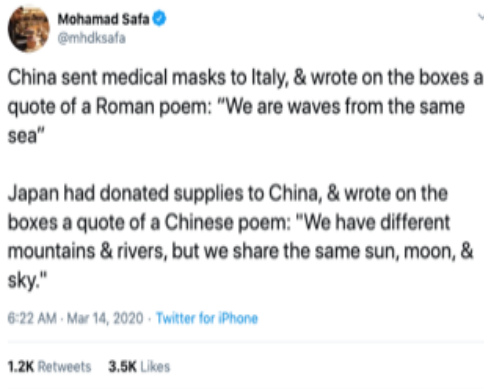 Mohamad Safa
@mhdksafa
China sent medical masks to Italy, & wrote on the boxes a
quote of a Roman poem: "We are waves from the same
sea"
Japan had donated supplies to China, & wrote on the
boxes a quote of a Chinese poem: "We have different
mountains & rivers, but we share the same sun, moon, &
sky."
6:22 AM · Mar 14, 2020 · Twitter for iPhone
1.2K Retweets 3.5K Likes